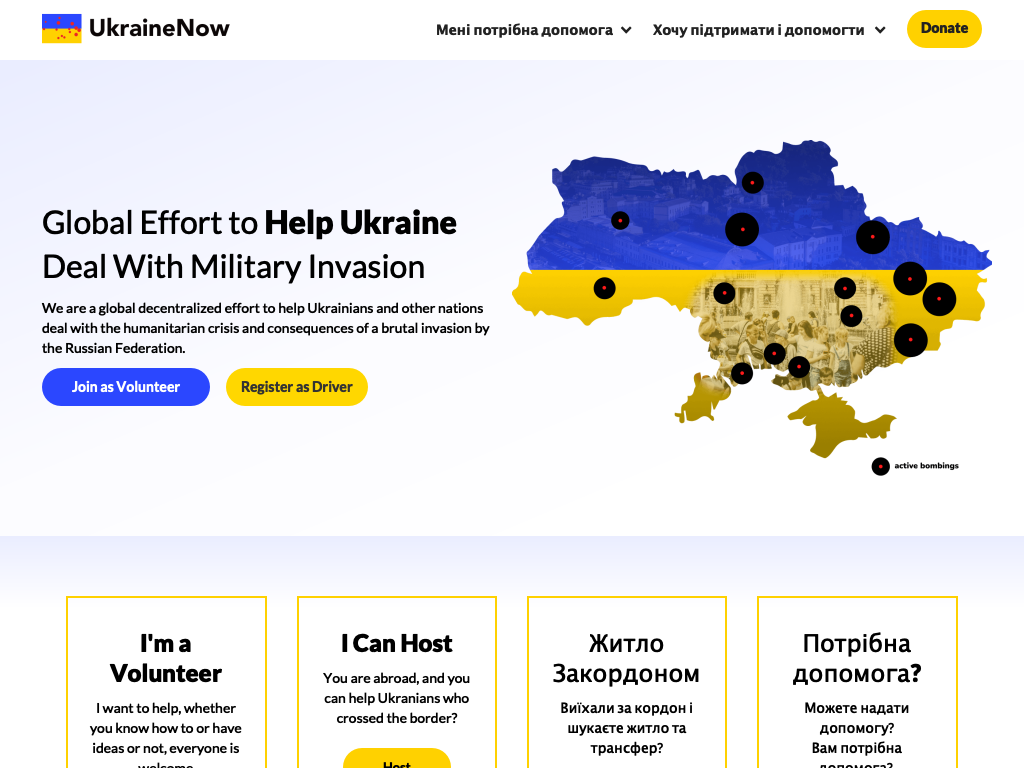 UkraineNow
Мені потрібна допомога
Хочу підтримати і допомогти
Donate
Global Effort to Help Ukraine
Deal With Military Invasion
We are a global decentralized effort to help Ukrainians and other nations
deal with the humanitarian crisis and consequences of a brutal invasion by
the Russian Federation.
Join as Volunteer
Register as Driver
active bombings
I'm a
Volunteer
I want to help, whether
you know how to or have
ideas or not, everyone is
welcome
I Can Host
You are abroad, and you
can help Ukranians who
crossed the border?
Host
Житло
Закордоном
Виїхали за кордон і
шукаєте житло та
трансфер?
Потрібна
допомога?
Можете надати
допомогу?
Вам потрібна
допомога?